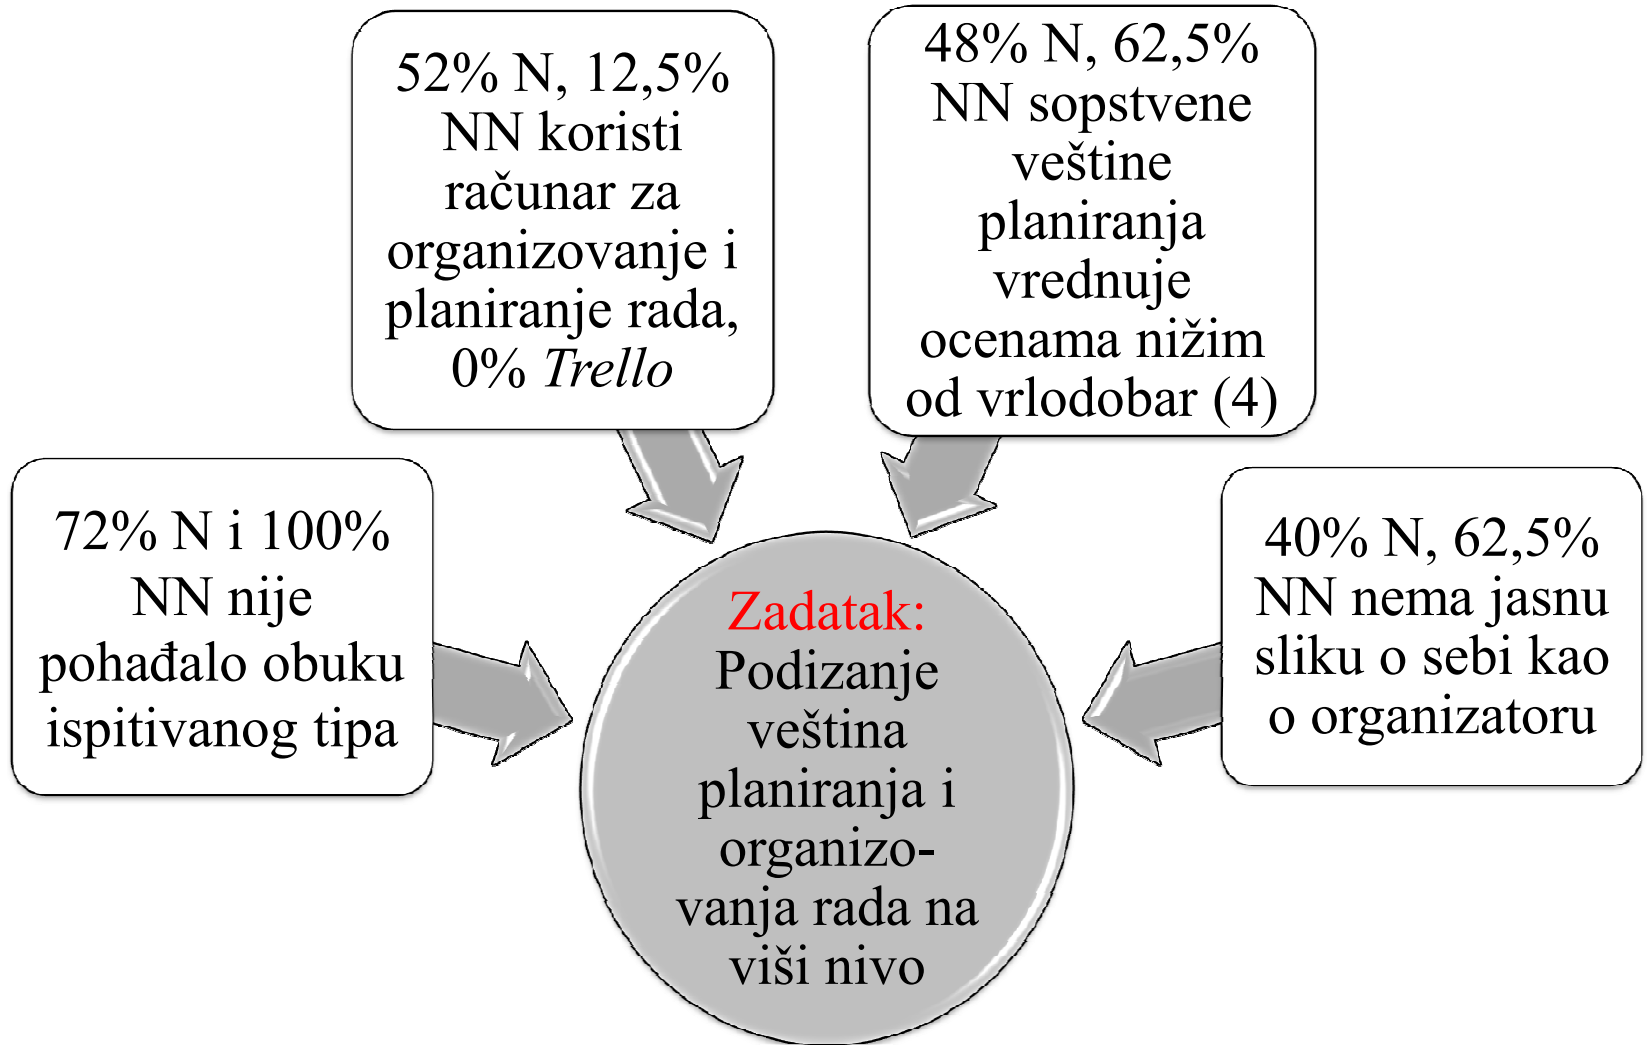 52% N, 12,5%
NN koristi
računar za
organizovanje i
planiranje rada,
0% Trello
48% N, 62,5%
NN sopstvene
veštine
planiranja
vrednuje
ocenama nižim
od vrlodobar (4)
72% N i 100%
NN nije
pohađalo obuku
ispitivanog tipa
40% N, 62,5%
NN nema jasnu
sliku o sebi kao
o organizatoru
Zadatak:
Podizanje
veština
planiranja i
organizo-
vanja rada na
viši nivo